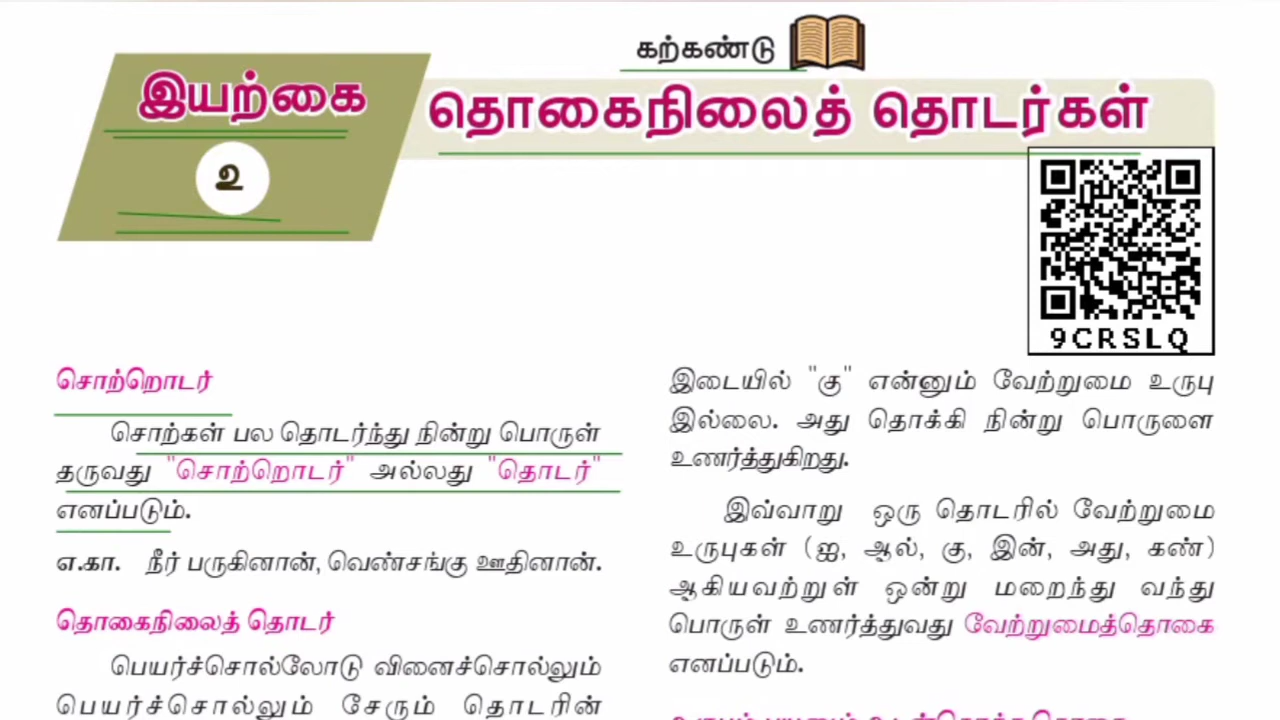 கற்கண்டு
இயற்கை
உ
தொகைநிலைத் தொடர்கள்
9CRSLQ
சொற்றொடர்
சொற்கள் பல தொடர்ந்து நின்று பொருள்
தருவது "சொற்றொடர்" அல்லது "தொடர்"
எனப்படும்.
எ.கா. நீர் பருகினான், வெண்சங்கு ஊதினான்.
தொகைநிலைத் தொடர்
பெயர்ச்சொல்லோடு வினைச்சொல்லும்
பெயர்ச்சொல்லும் சேரும் தொடரின்
இடையில் "கு" என்னும் வேற்றுமை உருபு
இல்லை. அது தொக்கி நின்று பொருளை
உணர்த்துகிறது.
இவ்வாறு ஒரு தொடரில் வேற்றுமை
உருபுகள் (ஐ, ஆல், கு, இன், அது, கண்)
ஆகியவற்றுள் ஒன்று மறைந்து வந்து
பொருள் உணர்த்துவது வேற்றுமைத்தொகை
எனப்படும்.